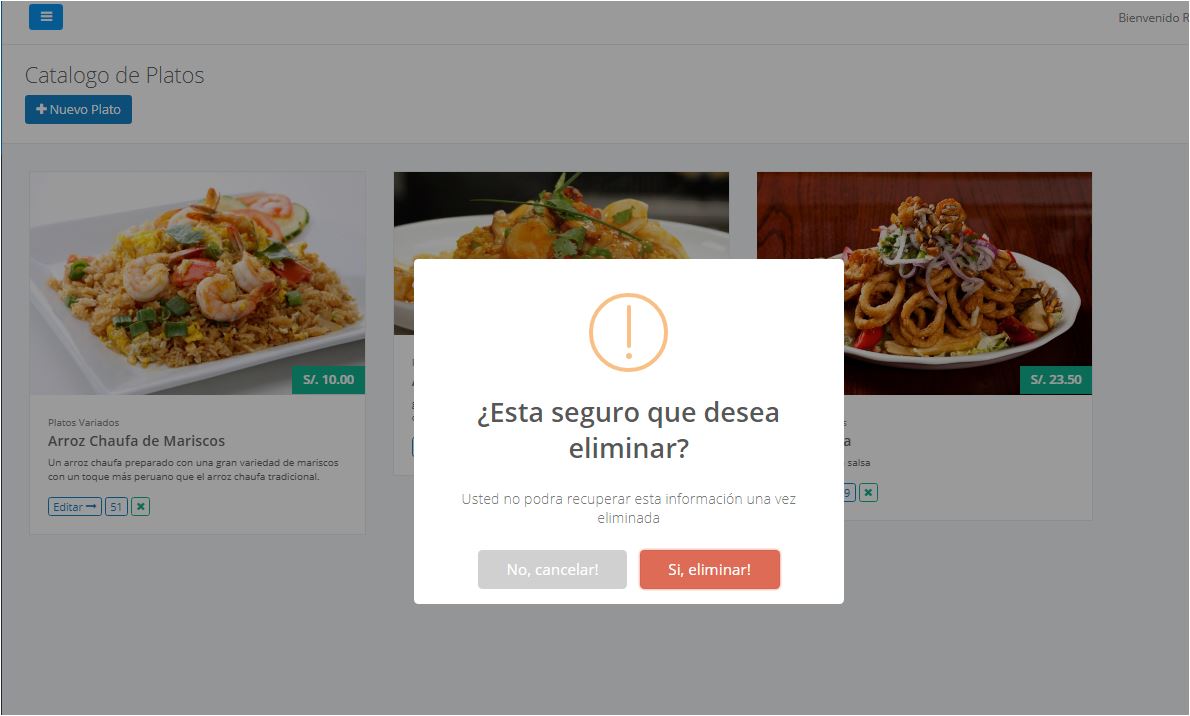 Bienvenido R
Catalogo de Platos
Nuevo Plato
S/. 10.00
S/. 23.50
Platos Variados
Arroz Chaufa de Mariscos
Un arroz chaufa preparado con una gran variedad de mariscos
con un toque más peruano que el arroz chaufa tradicional.
Editar
51
¿Esta seguro que desea
eliminar?
Usted no podra recuperar esta información una vez
eliminada
No, cancelar!
Si, eliminar!
s
a
salsa
9